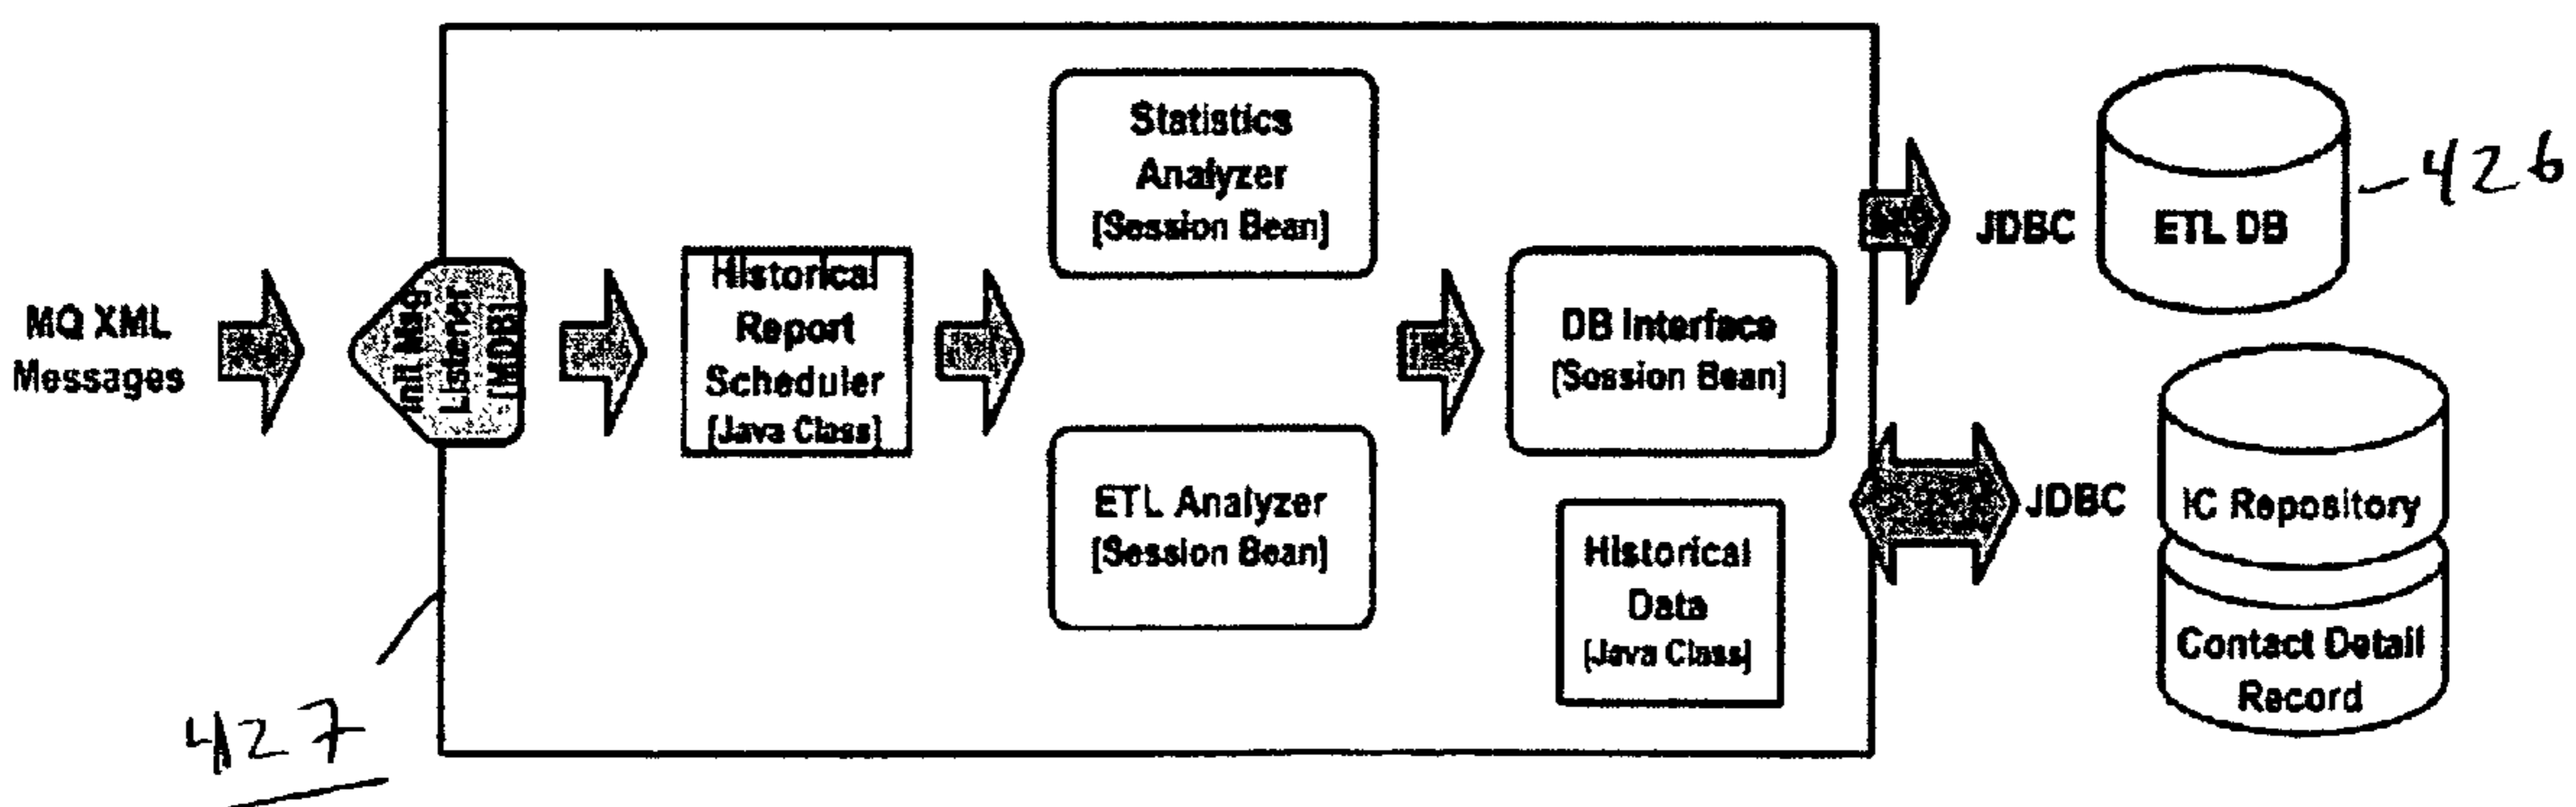 MQ XML
Messages
Init Msg
Listener
[MDB]
Historical
Report
Scheduler
[Java Class]
Statistics
Analyzer
[Session Bean]
ETL Analyzer
[Session Bean]
DB Interface
[Session Bean]
Historical
Data
[Java Class]
JDBC
ETL DB
426
JDBC
IC Repository
Contact Detail
Record
427